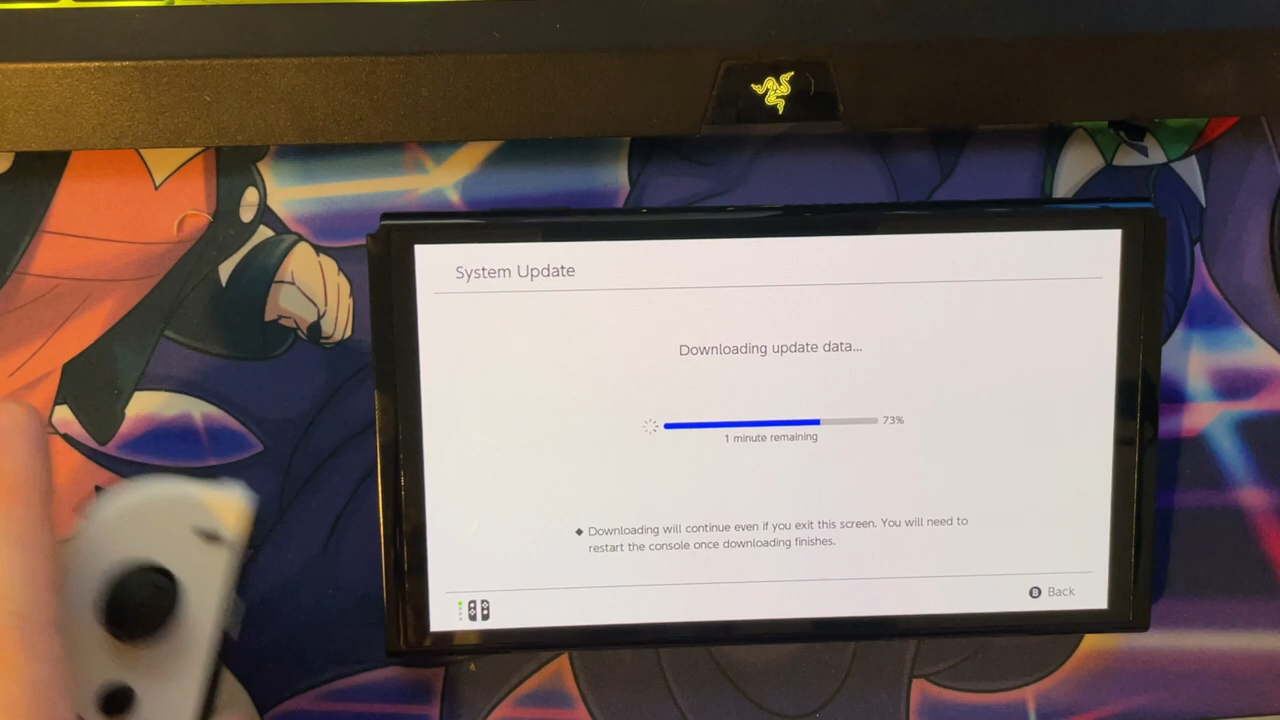 System Update
Downloading update data...
73%
1 minute remaining
◆ Downloading will continue even if you exit this screen. You will need to
restart the console once downloading finishes.
B Back